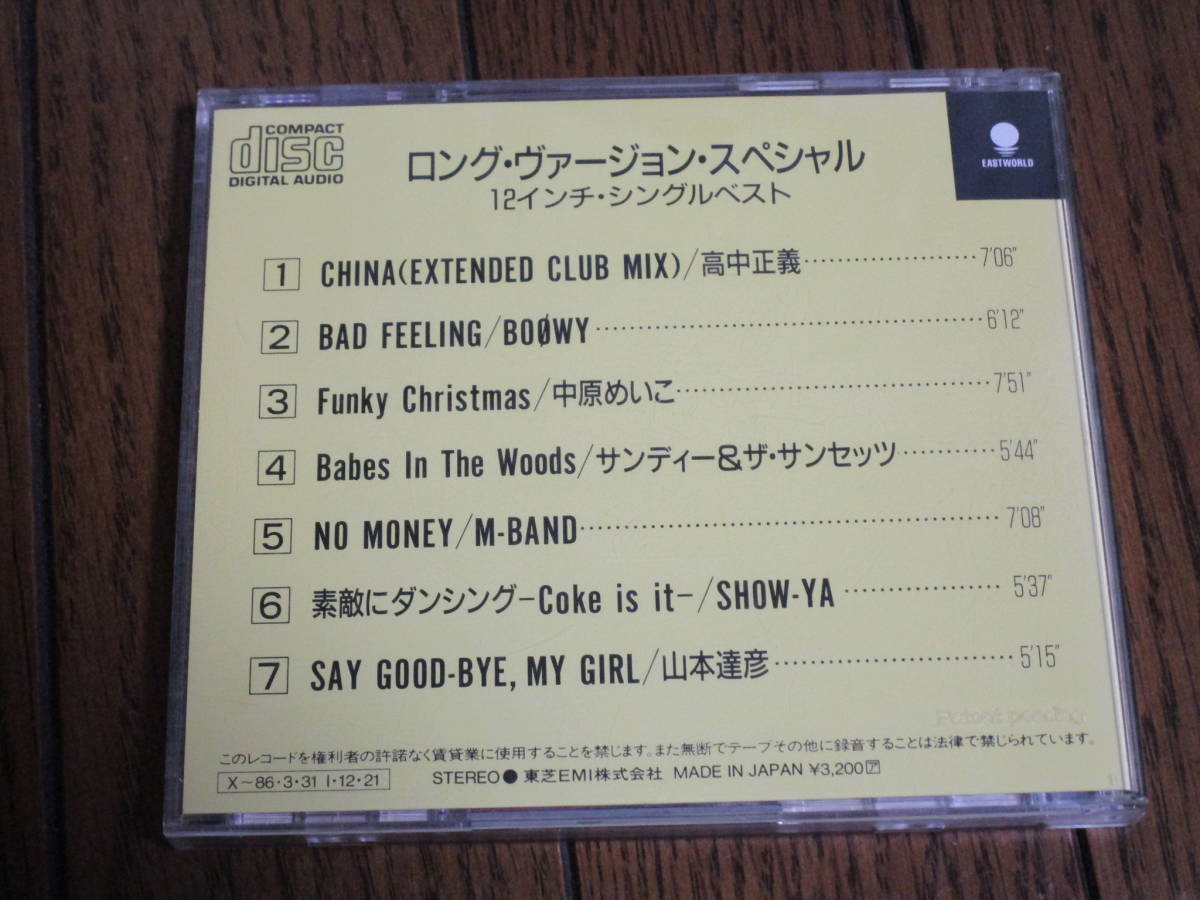 COMPACT
disc
DIGITAL AUDIO
ロング・ヴァージョン・スペシャル
12インチ・シングルベスト
EASTWORLD
1 CHINA(EXTENDED CLUB MIX)/高中正義 7'06"
2 BAD FEELING/BOØWY 6'12"
3 Funky Christmas/中原めいこ 7'51"
4 Babes In The Woods/サンディー&ザ・サンセッツ 5'44"
5 NO MONEY/M-BAND 7'08"
6 素敵にダンシング-Coke is it-/SHOW-YA 5'37"
7 SAY GOOD-BYE, MY GIRL/山本達彦 5'15"
Patent pending
このレコードを権利者の許諾なく賃貸業に使用することを禁じます。また無断でテープその他に録音することは法律で禁じられています。
X〜86・3・31 I・12・21
STEREO● 東芝EMI株式会社 MADE IN JAPAN ¥3,200 ア